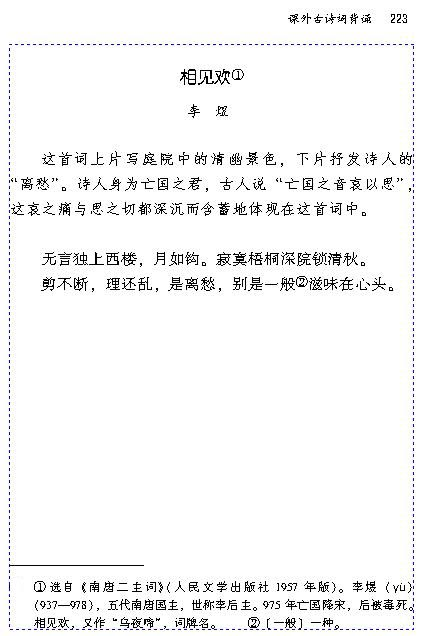 课外古诗词背诵 223
相见欢①
李 煜
这首词上片写庭院中的清幽景色，下片抒发诗人的
“离愁”。诗人身为亡国之君，古人说“亡国之音哀以思”，
这哀之痛与思之切都深沉而含蓄地体现在这首词中。
无言独上西楼，月如钩。寂寞梧桐深院锁清秋。
剪不断，理还乱，是离愁，别是一般②滋味在心头。
①选自《南唐二主词》（人民文学出版社 1957 年版）。李煜（yù）
（937—978），五代南唐国主，世称李后主。975年亡国降宋，后被毒死。
相见欢，又作“乌夜啼”，词牌名。 ②〔一般〕一种。